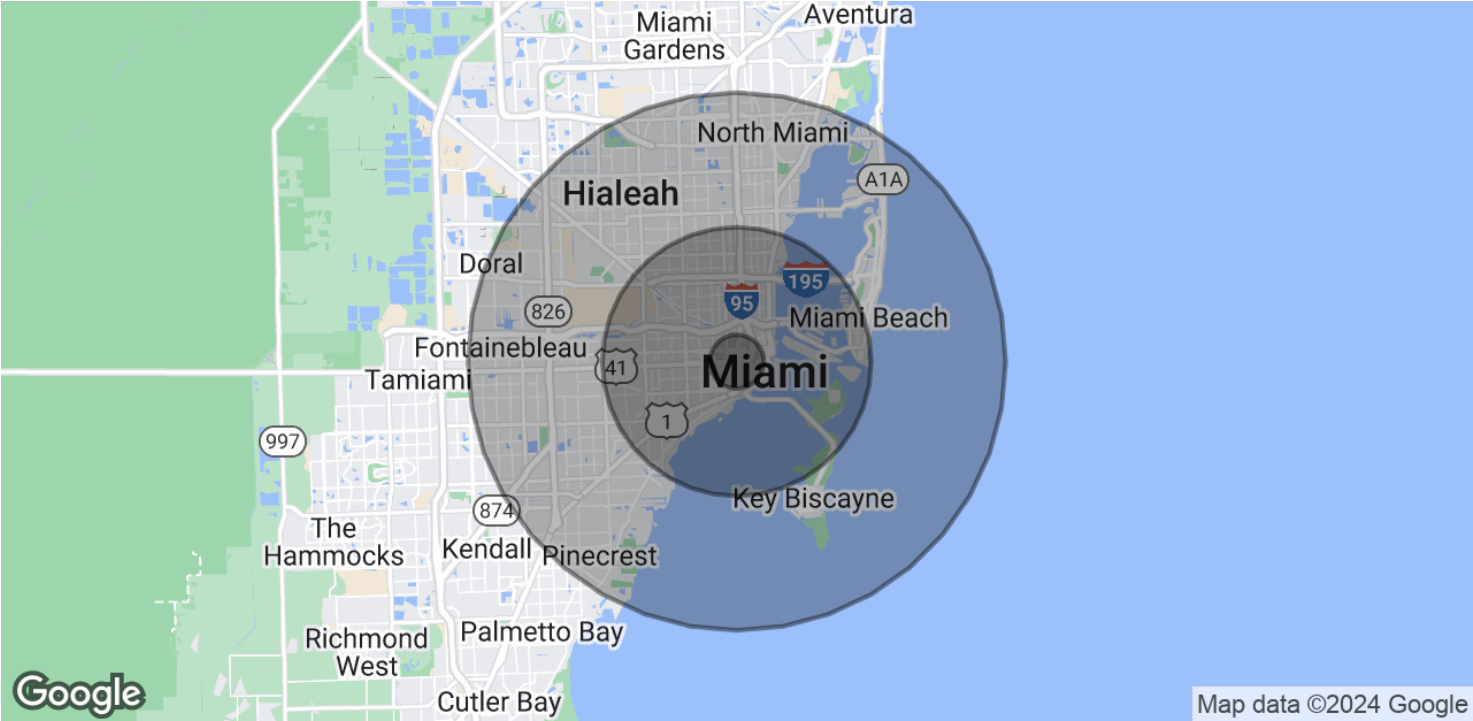 Miami
Gardens
Aventura
North Miami
A1A
Hialeah
Doral
195
95
826
Miami Beach
Fontainebleau
41
Miami
Tamiami
1
997
Key Biscayne
874
The
Hammocks
Kendall
Pinecrest
Richmond
West
Palmetto Bay
Cutler Bay
Google
Map data ©2024 Google